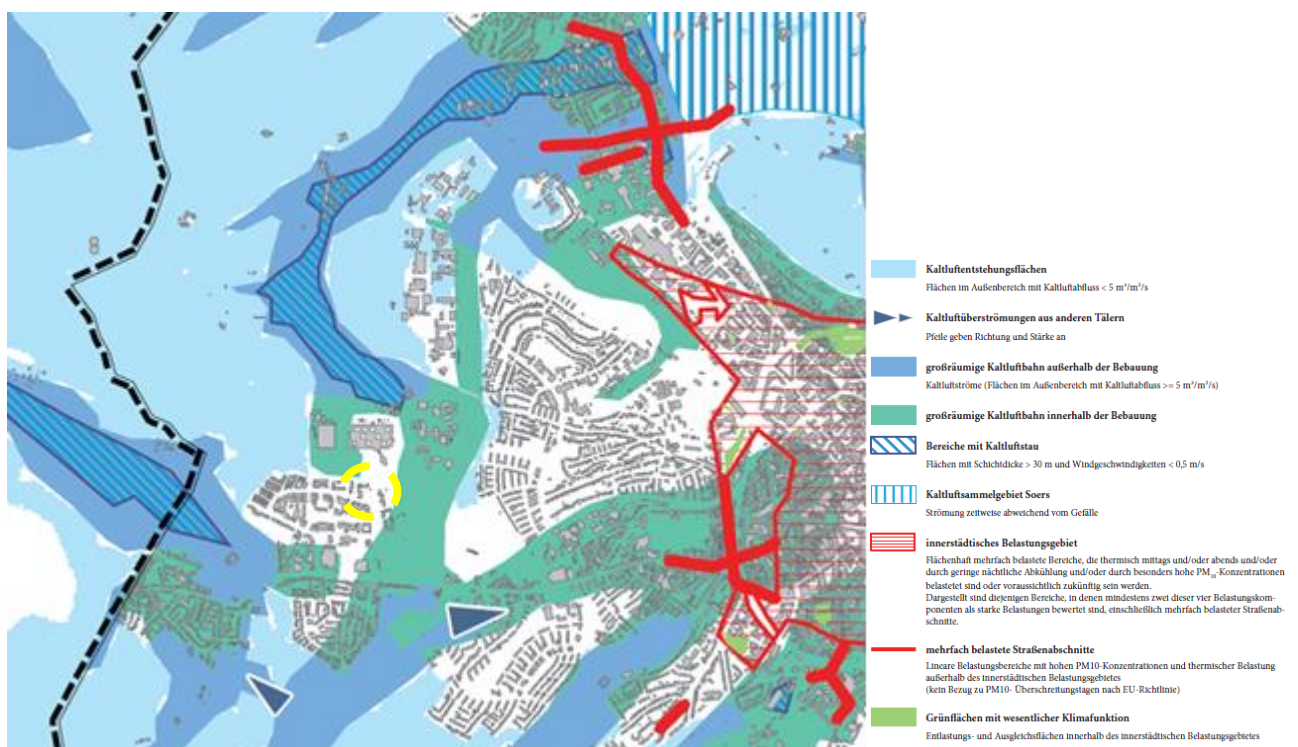 Kaltluftentstehungsflächen
Flächen im Außenbereich mit Kaltluftabfluss < 5 m³/m²/s
Kaltluftüberströmungen aus anderen Tälern
Pfeile geben Richtung und Stärke an
großräumige Kaltluftbahn außerhalb der Bebauung
Kaltluftströme (Flächen im Außenbereich mit Kaltluftabfluss >= 5 m³/m²/s)
großräumige Kaltluftbahn innerhalb der Bebauung
Bereiche mit Kaltluftstau
Flächen mit Schichtdicke > 30 m und Windgeschwindigkeiten < 0,5 m/s
Kaltluftsammelgebiet Soers
Strömung zeitweise abweichend vom Gefälle
innerstädtisches Belastungsgebiet
Flächenhaft mehrfach belastete Bereiche, die thermisch mittags und/oder abends und/oder
durch geringe nächtliche Abkühlung und/oder durch besonders hohe PM₁₀-Konzentrationen
belastetet sind oder voraussichtlich zukünftig sein werden.
Dargestellt sind diejenigen Bereiche, in denen mindestens zwei dieser vier Belastungskom-
ponenten als starke Belastungen bewertet sind, einschließlich mehrfach belasteter Straßenab-
schnitte.
mehrfach belastete Straßenabschnitte
Lineare Belastungsbereiche mit hohen PM10-Konzentrationen und thermischer Belastung
außerhalb des innerstädtischen Belastungsgebietes
(kein Bezug zu PM10- Überschreitungstagen nach EU-Richtlinie)
Grünflächen mit wesentlicher Klimafunktion
Entlastungs- und Ausgleichsflächen innerhalb des innerstädtischen Belastungsgebietes